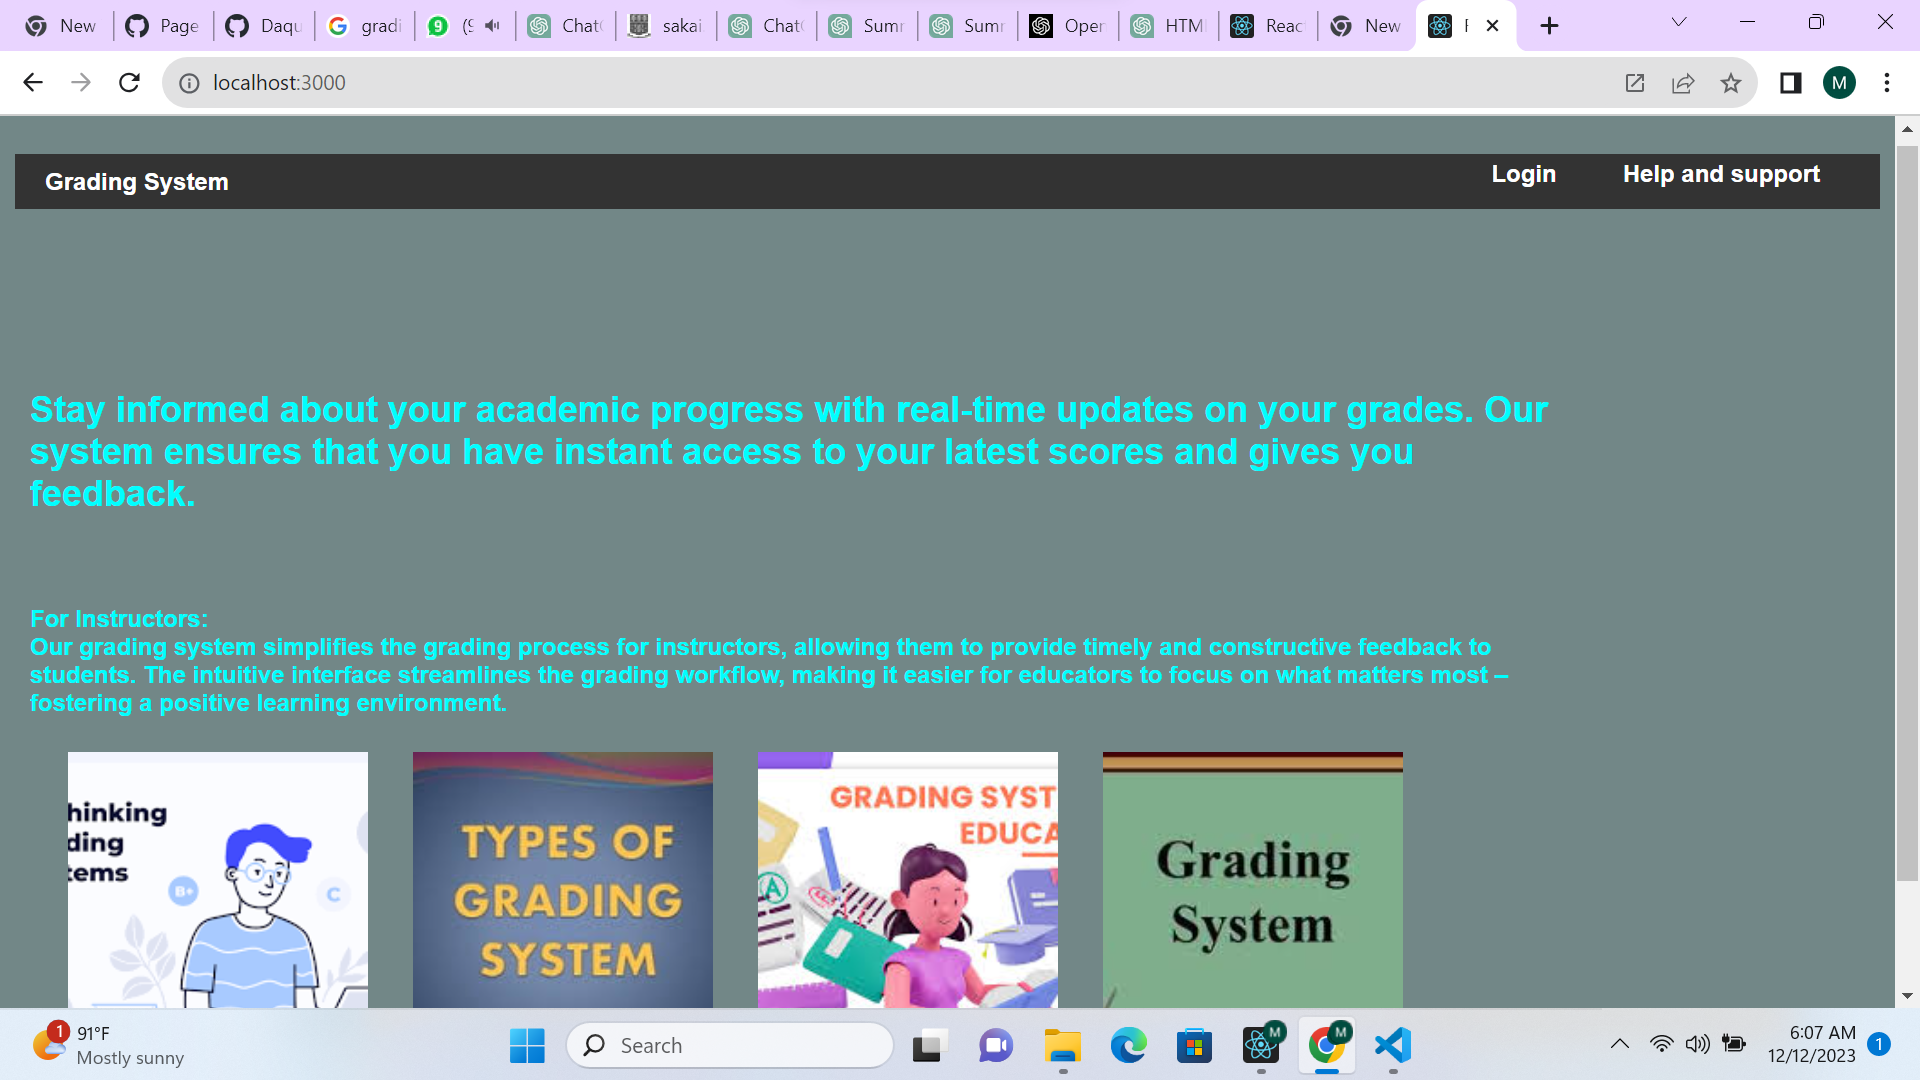 New
Page
Daqu
gradi
(9
Chat
sakai
Chat
Sum
Sum
Oper
HTM
Reac
New
localhost:3000
M
Grading System
Login
Help and support
Stay informed about your academic progress with real-time updates on your grades. Our
system ensures that you have instant access to your latest scores and gives you
feedback.
For Instructors:
Our grading system simplifies the grading process for instructors, allowing them to provide timely and constructive feedback to
students. The intuitive interface streamlines the grading workflow, making it easier for educators to focus on what matters most –
fostering a positive learning environment.
hinking
ding
tems
B+
C
TYPES OF
GRADING
SYSTEM
GRADING SYST
EDUCA
A
Grading
System
1
91°F
Mostly sunny
Search
M
M
6:07 AM
12/12/2023
1